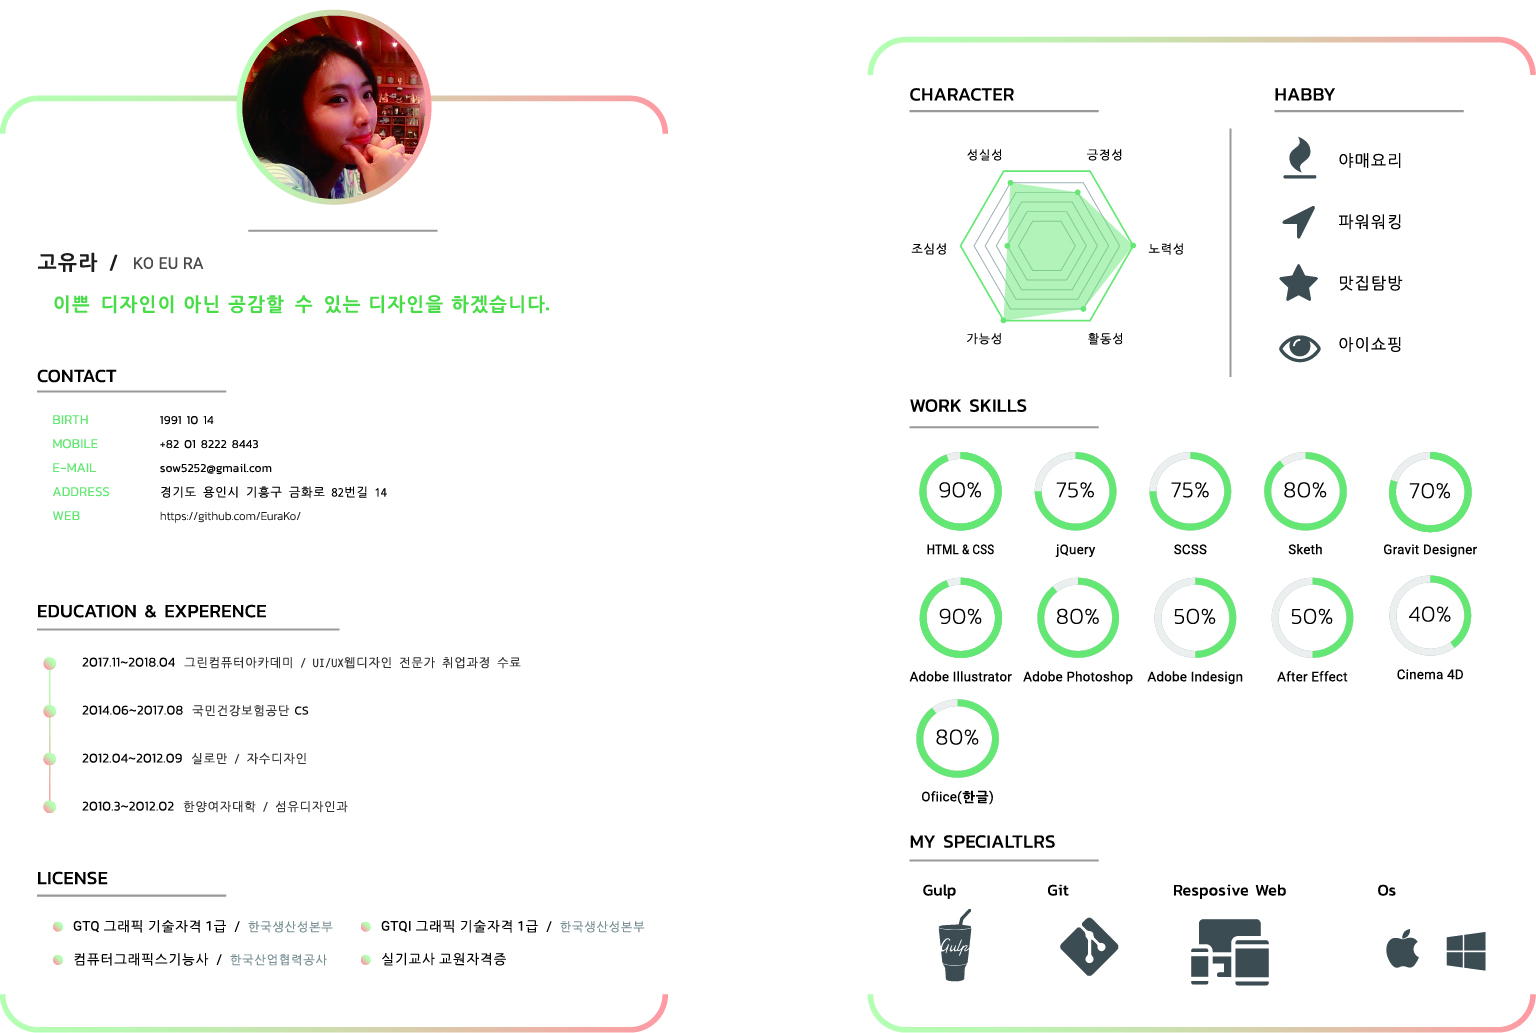 고유라 / KO EU RA
이쁜 디자인이 아닌 공감할 수 있는 디자인을 하겠습니다.
CONTACT
BIRTH 1991 10 14
MOBILE +82 01 8222 8443
E-MAIL sow5252@gmail.com
ADDRESS 경기도 용인시 기흥구 금화로 82번길 14
WEB https://github.com/EuraKo/
EDUCATION & EXPERENCE
2017.11~2018.04 그린컴퓨터아카데미 / UI/UX웹디자인 전문가 취업과정 수료
2014.06~2017.08 국민건강보험공단 CS
2012.04~2012.09 실로만 / 자수디자인
2010.3~2012.02 한양여자대학 / 섬유디자인과
LICENSE
GTQ 그래픽 기술자격 1급 / 한국생산성본부 GTQI 그래픽 기술자격 1급 / 한국생산성본부
컴퓨터그래픽스기능사 / 한국산업협력공사 실기교사 교원자격증
CHARACTER
성실성 긍정성
조심성 노력성
가능성 활동성
HABBY
야매요리
파워워킹
맛집탐방
아이쇼핑
WORK SKILLS
90% 75% 75% 80% 70%
HTML & CSS jQuery SCSS Sketh Gravit Designer
90% 80% 50% 50% 40%
Adobe Illustrator Adobe Photoshop Adobe Indesign After Effect Cinema 4D
80%
Ofiice(한글)
MY SPECIALTLRS
Gulp Git Resposive Web Os
Gulp